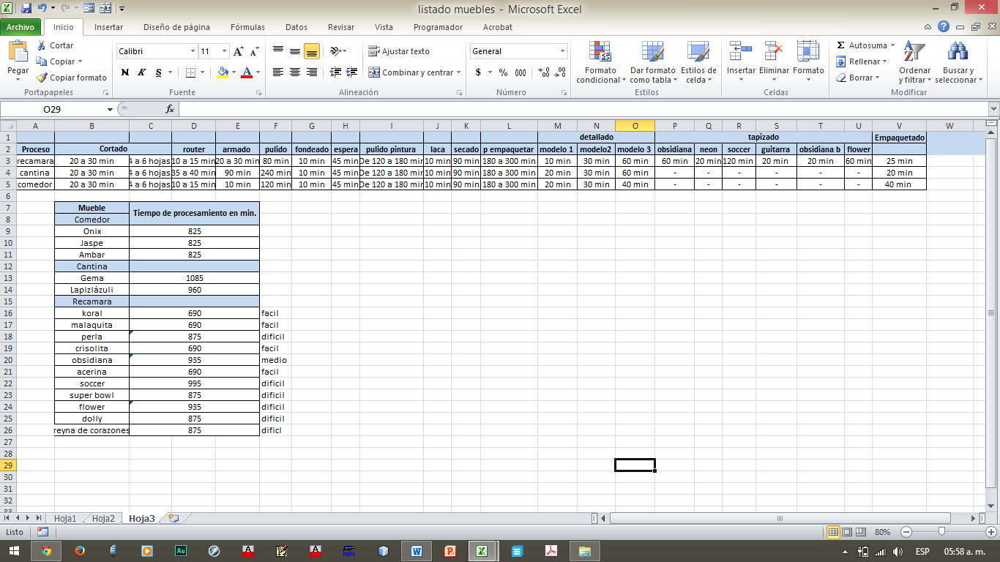 listado muebles - Microsoft Excel
Archivo Inicio Insertar Diseño de página Fórmulas Datos Revisar Vista Programador Acrobat
Pegar Cortar Copiar Copiar formato
Calibri 11
N K S
Ajustar texto
Combinar y centrar
General
$ % 000
Formato condicional Dar formato como tabla Estilos de celda
Insertar Eliminar Formato
Autosuma Rellenar Borrar
Ordenar y filtrar Buscar y seleccionar
Portapapeles Fuente Alineación Número Estilos Celdas Modificar
O29 fx
A B C D E F G H I J K L M N O P Q R S T U V W
1 detallado tapizado Empaquetado
2 Proceso Cortado router armado pulido fondeado espera pulido pintura laca secado p empaquetar modelo 1 modelo2 modelo 3 obsidiana neon soccer guitarra obsidiana b flower
3 recamara 20 a 30 min 4 a 6 hojas 10 a 15 min 20 a 30 min 80 min 10 min 45 min De 120 a 180 min 10 min 90 min 180 a 300 min 10 min 30 min 60 min 60 min 20 min 120 min 20 min 20 min 60 min 25 min
4 cantina 20 a 30 min 4 a 6 hojas 35 a 40 min 90 min 240 min 10 min 45 min De 120 a 180 min 10 min 90 min 180 a 300 min 20 min 30 min 60 min - - - - - - 20 min
5 comedor 20 a 30 min 4 a 6 hojas 10 a 15 min 10 min 120 min 10 min 45 min De 120 a 180 min 10 min 90 min 180 a 300 min 20 min 30 min 40 min - - - - - - 40 min
6
7 Mueble Tiempo de procesamiento en min.
8 Comedor
9 Onix 825
10 Jaspe 825
11 Ambar 825
12 Cantina
13 Gema 1085
14 Lapizlázuli 960
15 Recamara
16 koral 690 facil
17 malaquita 690 facil
18 perla 875 dificil
19 crisolita 690 facil
20 obsidiana 935 medio
21 acerina 690 facil
22 soccer 995 dificil
23 super bowl 875 dificil
24 flower 935 dificil
25 dolly 875 dificil
26 reyna de corazones 875 dificl
27
28
29
30
31
32
Hoja1 Hoja2 Hoja3
Listo 80%
ESP 05:58 a. m.